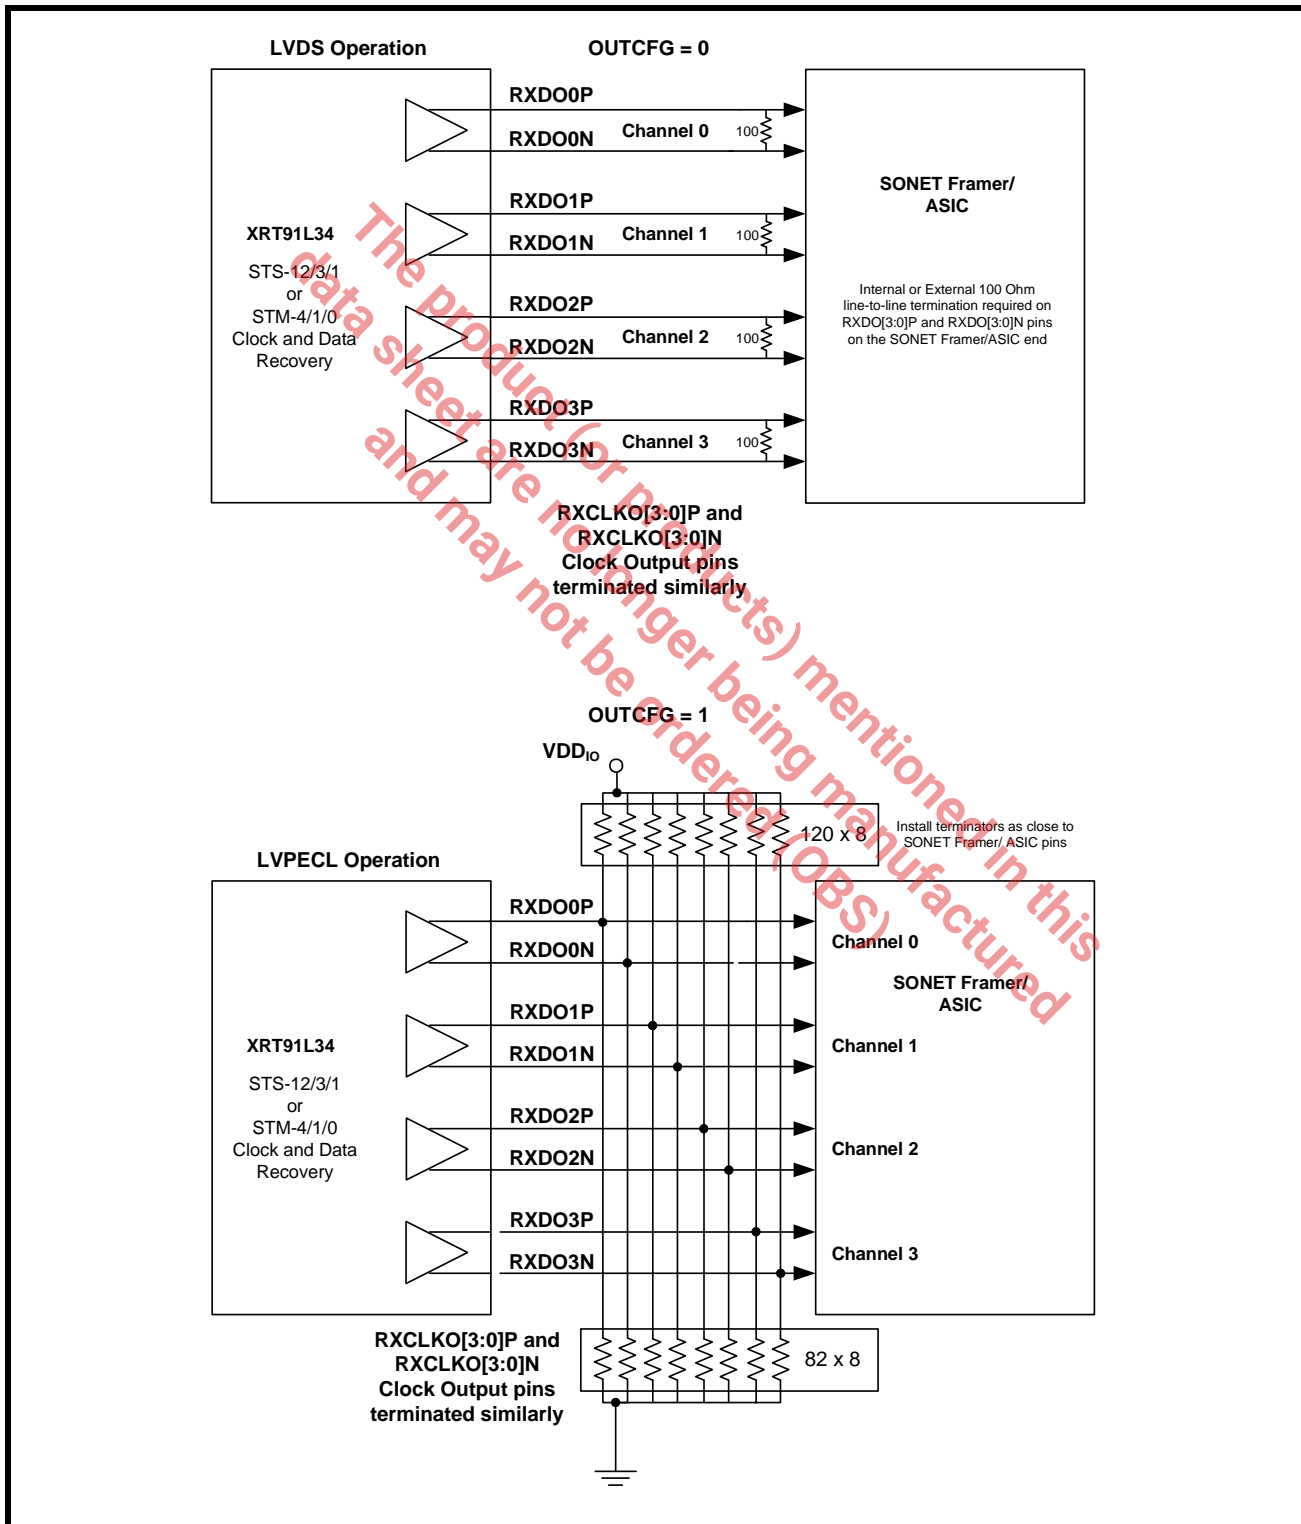 LVDS Operation
OUTCFG = 0
RXDO0P
RXDO0N
Channel 0
100
RXDO1P
RXDO1N
Channel 1
100
RXDO2P
RXDO2N
Channel 2
100
RXDO3P
RXDO3N
Channel 3
100
XRT91L34
STS-12/3/1
or
STM-4/1/0
Clock and Data
Recovery
SONET Framer/
ASIC
Internal or External 100 Ohm
line-to-line termination required on
RXDO[3:0]P and RXDO[3:0]N pins
on the SONET Framer/ASIC end
RXCLKO[3:0]P and
RXCLKO[3:0]N
Clock Output pins
terminated similarly
The product (or products) mentioned in this
data sheet are no longer being manufactured
and may not be ordered (OBS)
OUTCFG = 1
VDDIO
120 x 8
Install terminators as close to
SONET Framer/ ASIC pins
LVPECL Operation
RXDO0P
RXDO0N
Channel 0
SONET Framer/
ASIC
RXDO1P
RXDO1N
Channel 1
XRT91L34
STS-12/3/1
or
STM-4/1/0
Clock and Data
Recovery
RXDO2P
RXDO2N
Channel 2
RXDO3P
RXDO3N
Channel 3
RXCLKO[3:0]P and
RXCLKO[3:0]N
Clock Output pins
terminated similarly
82 x 8